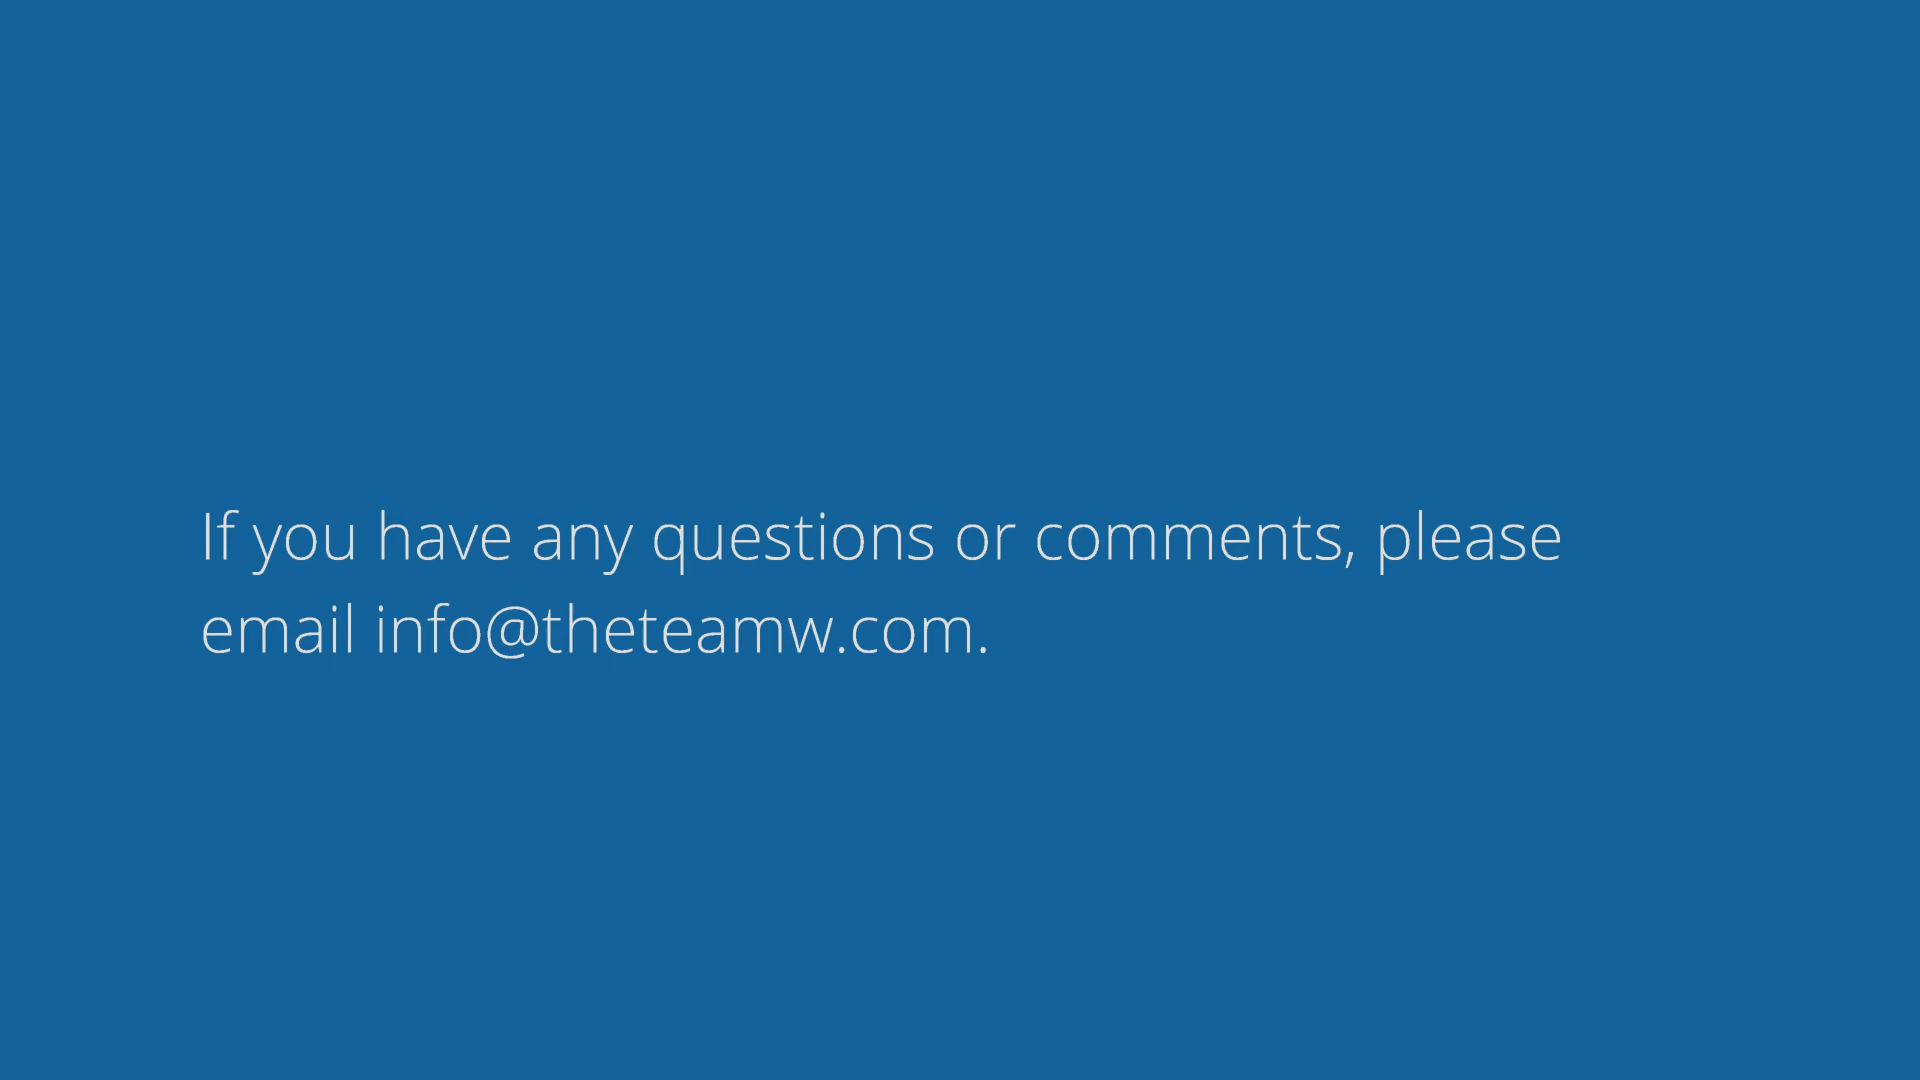 If you have any questions or comments, please
email info@theteamw.com.